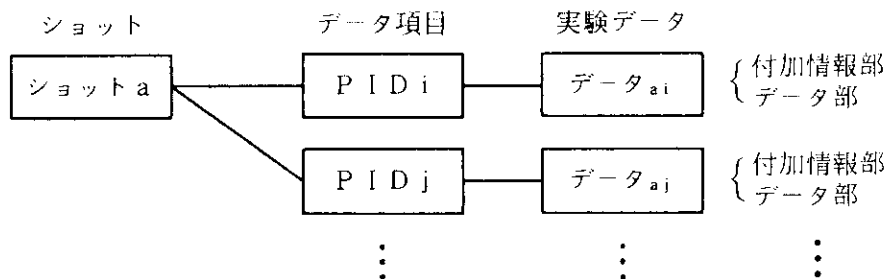 ショット データ項目 実験データ
ショットa PIDi データai { 付加情報部
データ部
PIDj データaj { 付加情報部
データ部